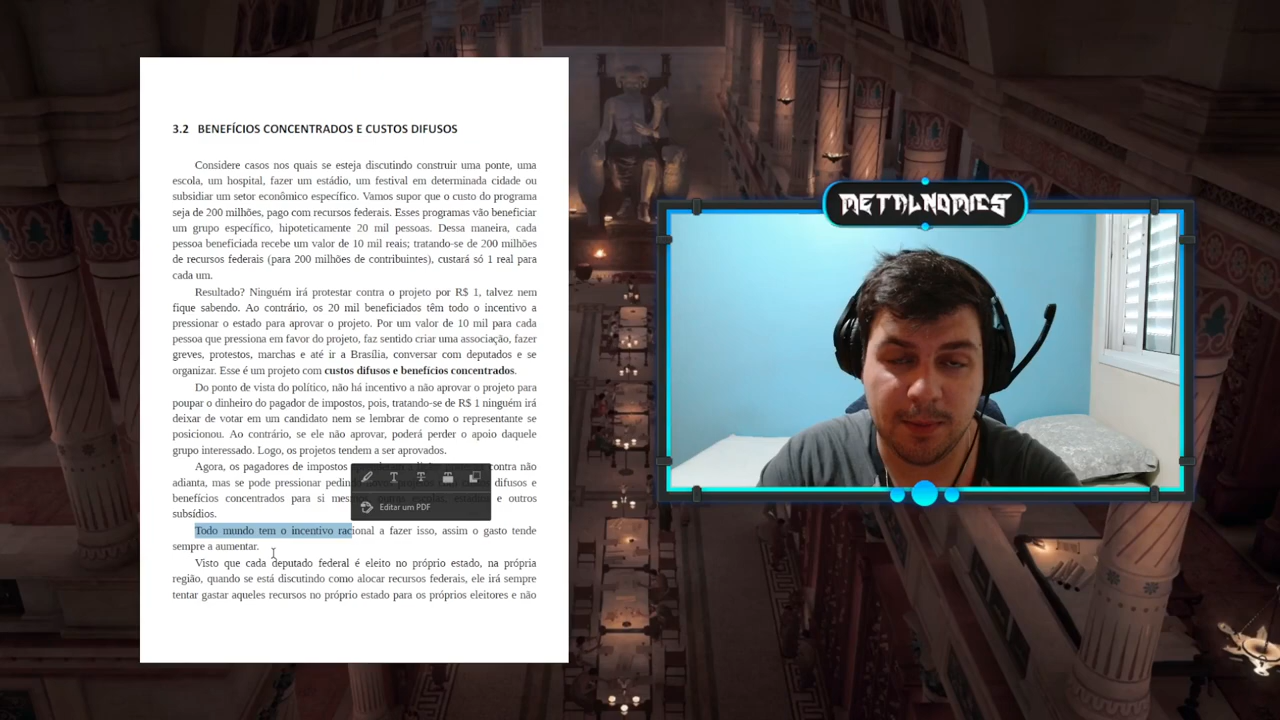 3.2 BENEFÍCIOS CONCENTRADOS E CUSTOS DIFUSOS
Considere casos nos quais se esteja discutindo construir uma ponte, uma
escola, um hospital, fazer um estádio, um festival em determinada cidade ou
subsidiar um setor econômico específico. Vamos supor que o custo do programa
seja de 200 milhões, pago com recursos federais. Esses programas vão beneficiar
um grupo específico, hipoteticamente 20 mil pessoas. Dessa maneira, cada
pessoa beneficiada recebe um valor de 10 mil reais; tratando-se de 200 milhões
de recursos federais (para 200 milhões de contribuintes), custará só 1 real para
cada um.
Resultado? Ninguém irá protestar contra o projeto por R$ 1, talvez nem
fique sabendo. Ao contrário, os 20 mil beneficiados têm todo o incentivo a
pressionar o estado para aprovar o projeto. Por um valor de 10 mil para cada
pessoa que pressiona em favor do projeto, faz sentido criar uma associação, fazer
greves, protestos, marchas e até ir a Brasília, conversar com deputados e se
organizar. Esse é um projeto com custos difusos e benefícios concentrados.
Do ponto de vista do político, não há incentivo a não aprovar o projeto para
poupar o dinheiro do pagador de impostos, pois, tratando-se de R$ 1 ninguém irá
deixar de votar em um candidato nem se lembrar de como o representante se
posicionou. Ao contrário, se ele não aprovar, poderá perder o apoio daquele
grupo interessado. Logo, os projetos tendem a ser aprovados.
Agora, os pagadores de impostos contra não
adianta, mas se pode pressionar difusos e
benefícios concentrados para si e outros
subsídios.
Editar um PDF
Todo mundo tem o incentivo racional a fazer isso, assim o gasto tende
sempre a aumentar.
Visto que cada deputado federal é eleito no próprio estado, na própria
região, quando se está discutindo como alocar recursos federais, ele irá sempre
tentar gastar aqueles recursos no próprio estado para os próprios eleitores e não
METALNOMICS